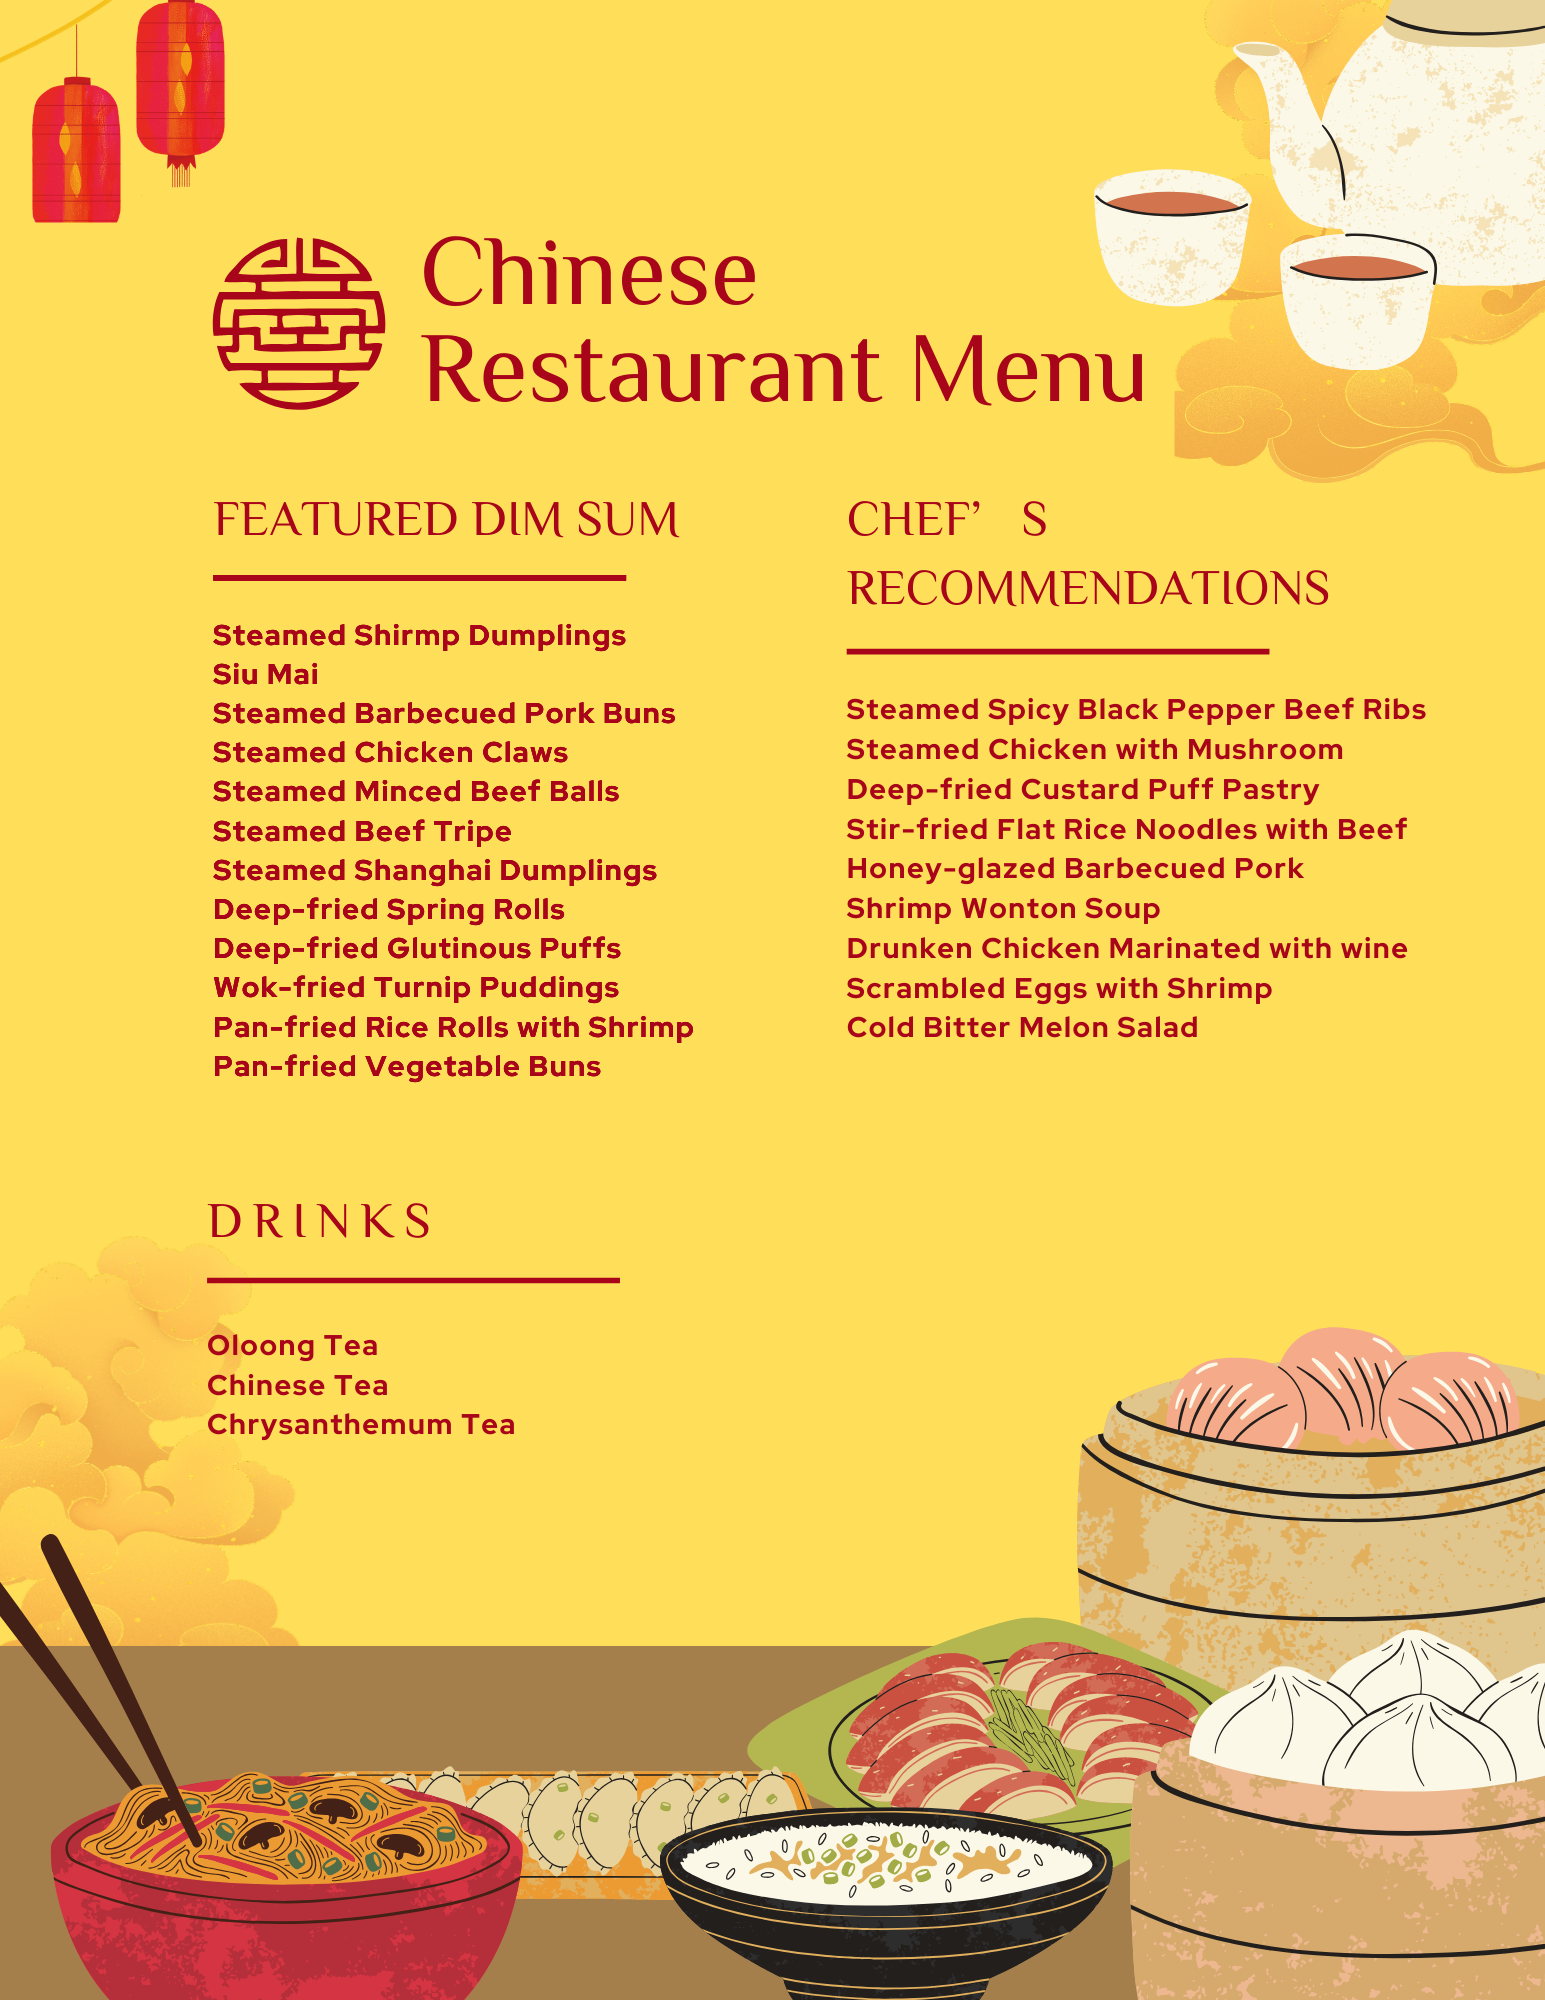 Chinese
Restaurant Menu
FEATURED DIM SUM
Steamed Shirmp Dumplings
Siu Mai
Steamed Barbecued Pork Buns
Steamed Chicken Claws
Steamed Minced Beef Balls
Steamed Beef Tripe
Steamed Shanghai Dumplings
Deep-fried Spring Rolls
Deep-fried Glutinous Puffs
Wok-fried Turnip Puddings
Pan-fried Rice Rolls with Shrimp
Pan-fried Vegetable Buns
CHEF’ S
RECOMMENDATIONS
Steamed Spicy Black Pepper Beef Ribs
Steamed Chicken with Mushroom
Deep-fried Custard Puff Pastry
Stir-fried Flat Rice Noodles with Beef
Honey-glazed Barbecued Pork
Shrimp Wonton Soup
Drunken Chicken Marinated with wine
Scrambled Eggs with Shrimp
Cold Bitter Melon Salad
DRINKS
Oloong Tea
Chinese Tea
Chrysanthemum Tea